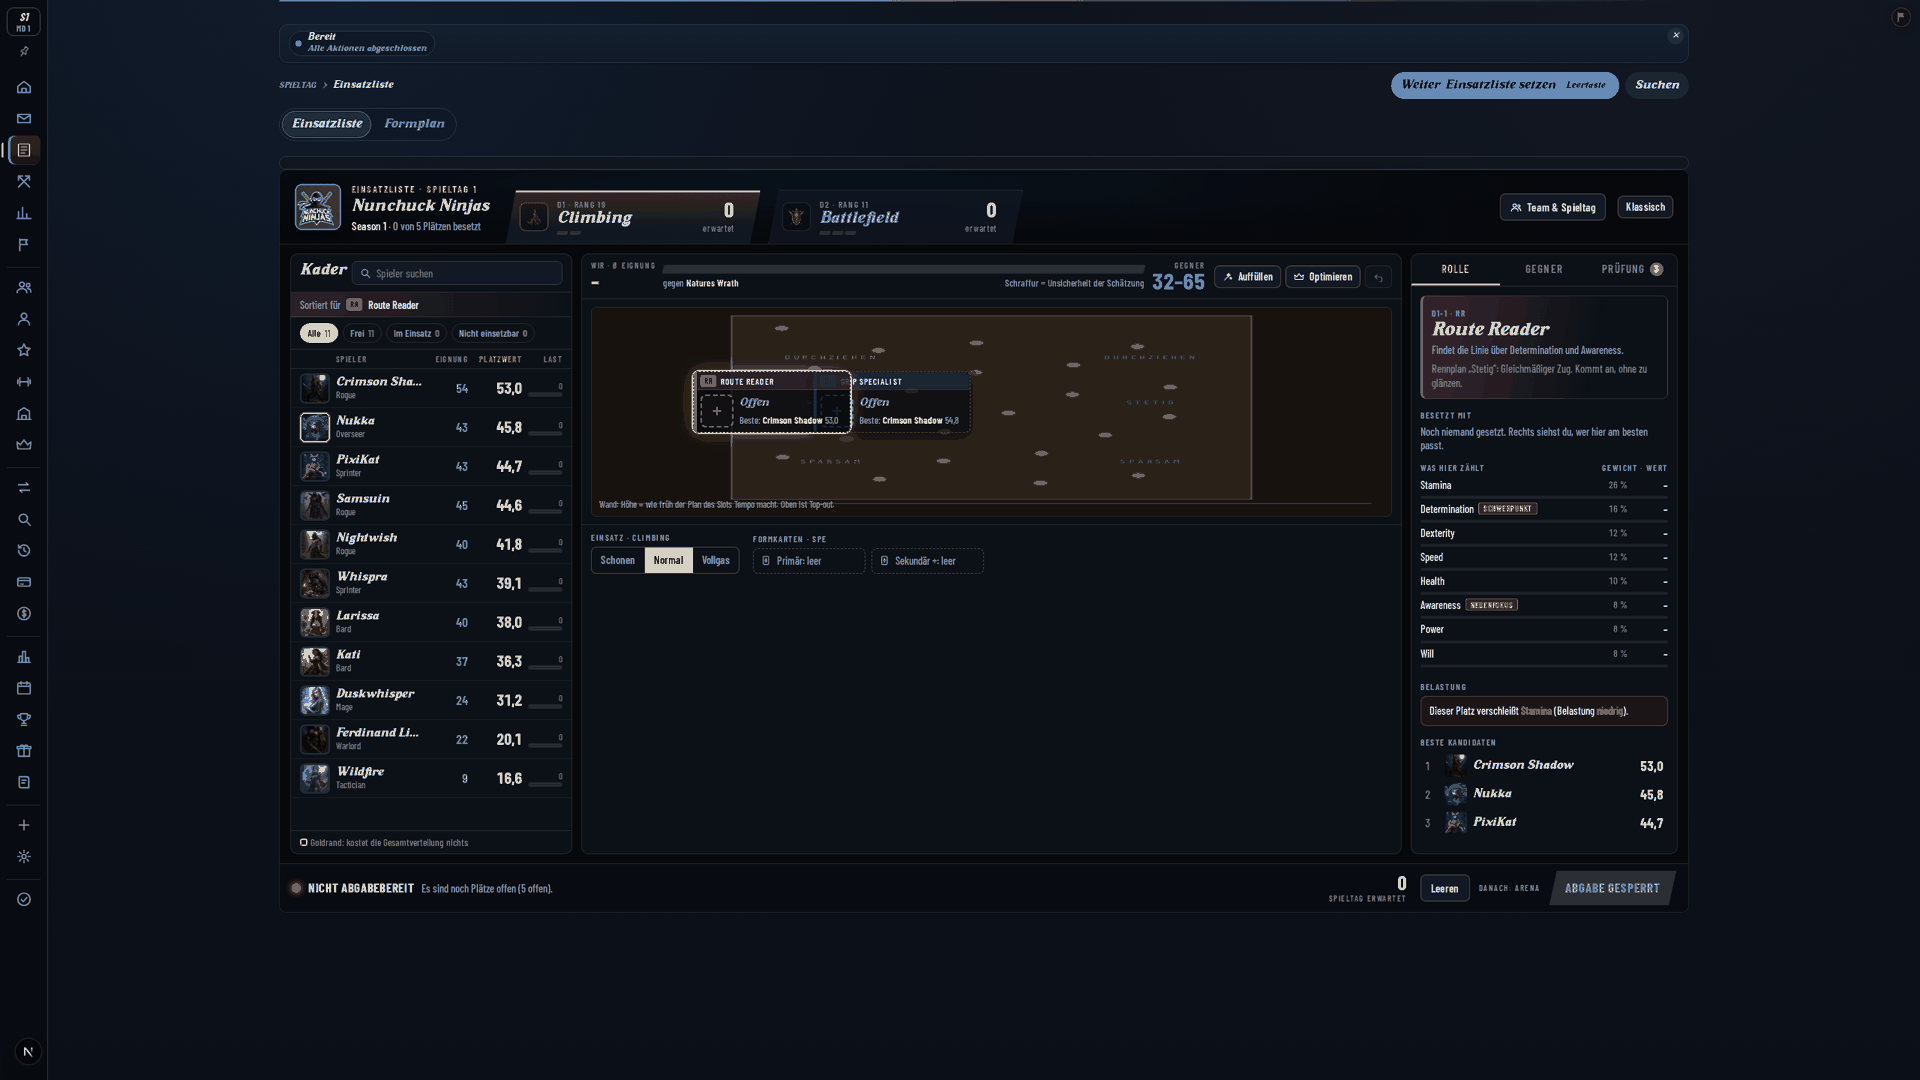 S1
MD1
Bereit
Alle Aktionen abgeschlossen
SPIELTAG > Einsatzliste
Weiter Einsatzliste setzen Leertaste
Suchen
Einsatzliste
Formplan
EINSATZLISTE · SPIELTAG 1
Nunchuck Ninjas
Season 1 · 0 von 5 Plätzen besetzt
D1 · RANG 19
Climbing
0
erwartet
D2 · RANG 11
Battlefield
0
erwartet
Team & Spieltag
Klassisch
Kader
Spieler suchen
Sortiert für RR Route Reader
Alle 11
Frei 11
Im Einsatz 0
Nicht einsetzbar 0
SPIELER EIGNUNG PLATZWERT LAST
Crimson Sha... 54 53,0 0
Rogue
Nukka 43 45,8 0
Overseer
PixiKat 43 44,7 0
Sprinter
Samsuin 45 44,6 0
Rogue
Nightwish 40 41,8 0
Rogue
Whispra 43 39,1 0
Sprinter
Larissa 40 38,0 0
Bard
Kati 37 36,3 0
Bard
Duskwhisper 24 31,2 0
Mage
Ferdinand Li... 22 20,1 0
Warlord
Wildfire 9 16,6 0
Tactician
Goldrand: kostet die Gesamtverteilung nichts
WIR · Ø EIGNUNG
–
gegen Natures Wrath
Schraffur = Unsicherheit der Schätzung
GEGNER
32–65
Auffüllen
Optimieren
DURCHZIEHEN
DURCHZIEHEN
STETIG
SPARSAM
SPARSAM
RR ROUTE READER
Offen
Beste: Crimson Shadow 53,0
P SPECIALIST
Offen
Beste: Crimson Shadow 54,8
Wand: Höhe = wie früh der Plan des Slots Tempo macht. Oben ist Top-out.
EINSATZ · CLIMBING
Schonen
Normal
Vollgas
FORMKARTEN · SPE
Primär: leer
Sekundär +: leer
ROLLE
GEGNER
PRÜFUNG 3
D1-1 · RR
Route Reader
Findet die Linie über Determination und Awareness.
Rennplan „Stetig“: Gleichmäßiger Zug. Kommt an, ohne zu
glänzen.
BESETZT MIT
Noch niemand gesetzt. Rechts siehst du, wer hier am besten
passt.
WAS HIER ZÄHLT GEWICHT · WERT
Stamina 26 % –
Determination SCHWERPUNKT 16 % –
Dexterity 12 % –
Speed 12 % –
Health 10 % –
Awareness NEBENFOKUS 8 % –
Power 8 % –
Will 8 % –
BELASTUNG
Dieser Platz verschleißt Stamina (Belastung niedrig).
BESTE KANDIDATEN
1 Crimson Shadow 53,0
2 Nukka 45,8
3 PixiKat 44,7
NICHT ABGABEBEREIT Es sind noch Plätze offen (5 offen).
0
SPIELTAG ERWARTET
Leeren
DANACH: ARENA
ABGABE GESPERRT
N